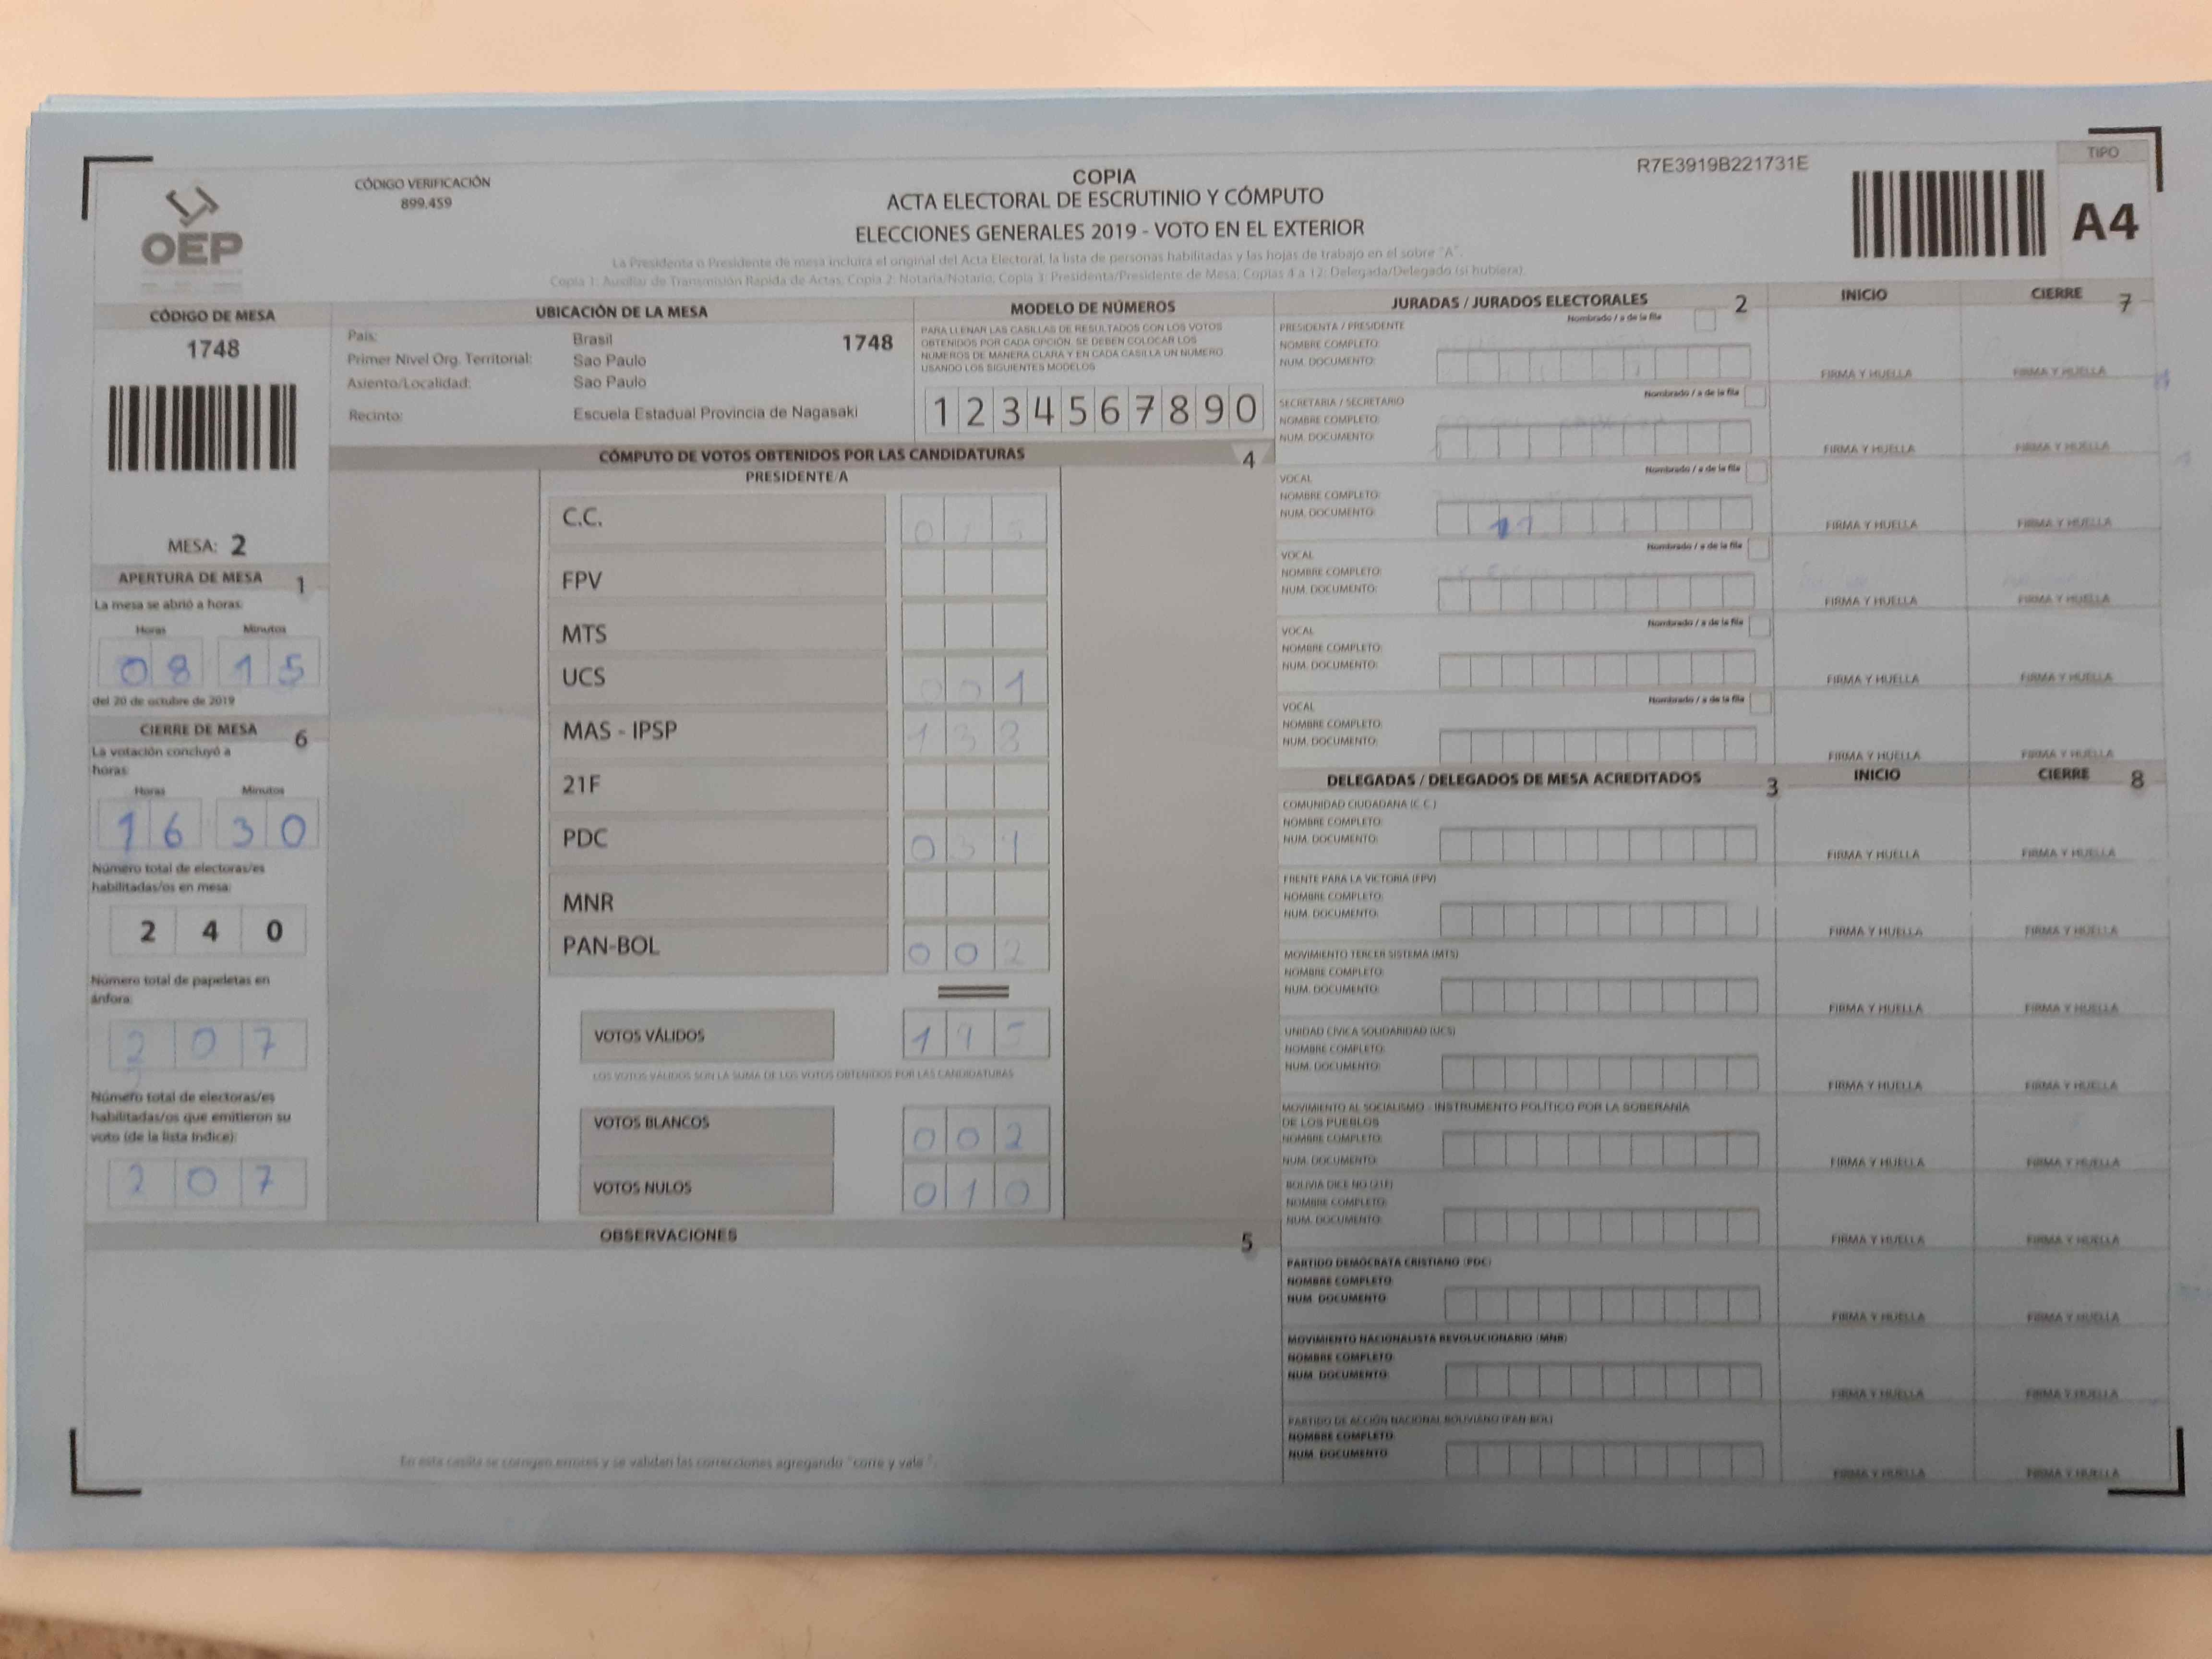 COPIA
ACTA ELECTORAL DE ESCRUTINIO Y CÓMPUTO
ELECCIONES GENERALES 2019 - VOTO EN EL EXTERIOR
La Presidenta o Presidente de mesa incluirá el original del Acta Electoral, la lista de personas habilitadas y las hojas de trabajo en el sobre "A".
Copia 1: Auxiliar de Transmisión Rápida de Actas, Copia 2: Notaria/Notario, Copia 3: Presidenta/Presidente de Mesa; Copias 4 a 12: Delegada/Delegado (si hubiera).
R7E3919B221731E
TIPO
A4
OEP
CÓDIGO VERIFICACIÓN
899.459
CÓDIGO DE MESA
1748
MESA: 2
APERTURA DE MESA 1
La mesa se abrió a horas:
Horas Minutos
08 15
del 20 de octubre de 2019
CIERRE DE MESA 6
La votación concluyó a
horas:
Horas Minutos
16 30
Número total de electoras/es
habilitadas/os en mesa:
2 4 0
Número total de papeletas en
ánfora:
2 0 7
Número total de electoras/es
habilitadas/os que emitieron su
voto (de la lista índice):
2 0 7
UBICACIÓN DE LA MESA
País: Brasil 1748
Primer Nivel Org. Territorial: Sao Paulo
Asiento/Localidad: Sao Paulo
Recinto: Escuela Estadual Provincia de Nagasaki
MODELO DE NÚMEROS
PARA LLENAR LAS CASILLAS DE RESULTADOS CON LOS VOTOS
OBTENIDOS POR CADA OPCIÓN. SE DEBEN COLOCAR LOS
NÚMEROS DE MANERA CLARA Y EN CADA CASILLA UN NÚMERO
USANDO LOS SIGUIENTES MODELOS
1 2 3 4 5 6 7 8 9 0
CÓMPUTO DE VOTOS OBTENIDOS POR LAS CANDIDATURAS 4
PRESIDENTE/A
C.C.
FPV
MTS
UCS 0 0 1
MAS - IPSP 1 3 8
21F
PDC 0 3 1
MNR
PAN-BOL 0 0 2
VOTOS VÁLIDOS 1 9 5
LOS VOTOS VÁLIDOS SON LA SUMA DE LOS VOTOS OBTENIDOS POR LAS CANDIDATURAS
VOTOS BLANCOS 0 0 2
VOTOS NULOS 0 1 0
OBSERVACIONES 5
En esta casilla se corrigen errores y se validan las correcciones agregando "corre y vale".
JURADAS / JURADOS ELECTORALES 2 INICIO CIERRE 7
PRESIDENTA / PRESIDENTE Nombrado / a de la fila
NOMBRE COMPLETO:
NUM. DOCUMENTO: FIRMA Y HUELLA FIRMA Y HUELLA
SECRETARIA / SECRETARIO Nombrado / a de la fila
NOMBRE COMPLETO:
NUM. DOCUMENTO: FIRMA Y HUELLA FIRMA Y HUELLA
VOCAL Nombrado / a de la fila
NOMBRE COMPLETO:
NUM. DOCUMENTO: FIRMA Y HUELLA FIRMA Y HUELLA
VOCAL Nombrado / a de la fila
NOMBRE COMPLETO:
NUM. DOCUMENTO: FIRMA Y HUELLA FIRMA Y HUELLA
VOCAL Nombrado / a de la fila
NOMBRE COMPLETO:
NUM. DOCUMENTO: FIRMA Y HUELLA FIRMA Y HUELLA
VOCAL Nombrado / a de la fila
NOMBRE COMPLETO:
NUM. DOCUMENTO: FIRMA Y HUELLA FIRMA Y HUELLA
DELEGADAS / DELEGADOS DE MESA ACREDITADOS 3 INICIO CIERRE 8
COMUNIDAD CIUDADANA (C.C.)
NOMBRE COMPLETO:
NUM. DOCUMENTO: FIRMA Y HUELLA FIRMA Y HUELLA
FRENTE PARA LA VICTORIA (FPV)
NOMBRE COMPLETO:
NUM. DOCUMENTO: FIRMA Y HUELLA FIRMA Y HUELLA
MOVIMIENTO TERCER SISTEMA (MTS)
NOMBRE COMPLETO:
NUM. DOCUMENTO: FIRMA Y HUELLA FIRMA Y HUELLA
UNIDAD CÍVICA SOLIDARIDAD (UCS)
NOMBRE COMPLETO:
NUM. DOCUMENTO: FIRMA Y HUELLA FIRMA Y HUELLA
MOVIMIENTO AL SOCIALISMO - INSTRUMENTO POLÍTICO POR LA SOBERANÍA
DE LOS PUEBLOS
NOMBRE COMPLETO:
NUM. DOCUMENTO: FIRMA Y HUELLA FIRMA Y HUELLA
BOLIVIA DICE NO (21F)
NOMBRE COMPLETO:
NUM. DOCUMENTO: FIRMA Y HUELLA FIRMA Y HUELLA
PARTIDO DEMÓCRATA CRISTIANO (PDC)
NOMBRE COMPLETO:
NUM. DOCUMENTO: FIRMA Y HUELLA FIRMA Y HUELLA
MOVIMIENTO NACIONALISTA REVOLUCIONARIO (MNR)
NOMBRE COMPLETO:
NUM. DOCUMENTO: FIRMA Y HUELLA FIRMA Y HUELLA
PARTIDO DE ACCIÓN NACIONAL BOLIVIANO (PAN-BOL)
NOMBRE COMPLETO:
NUM. DOCUMENTO: FIRMA Y HUELLA FIRMA Y HUELLA